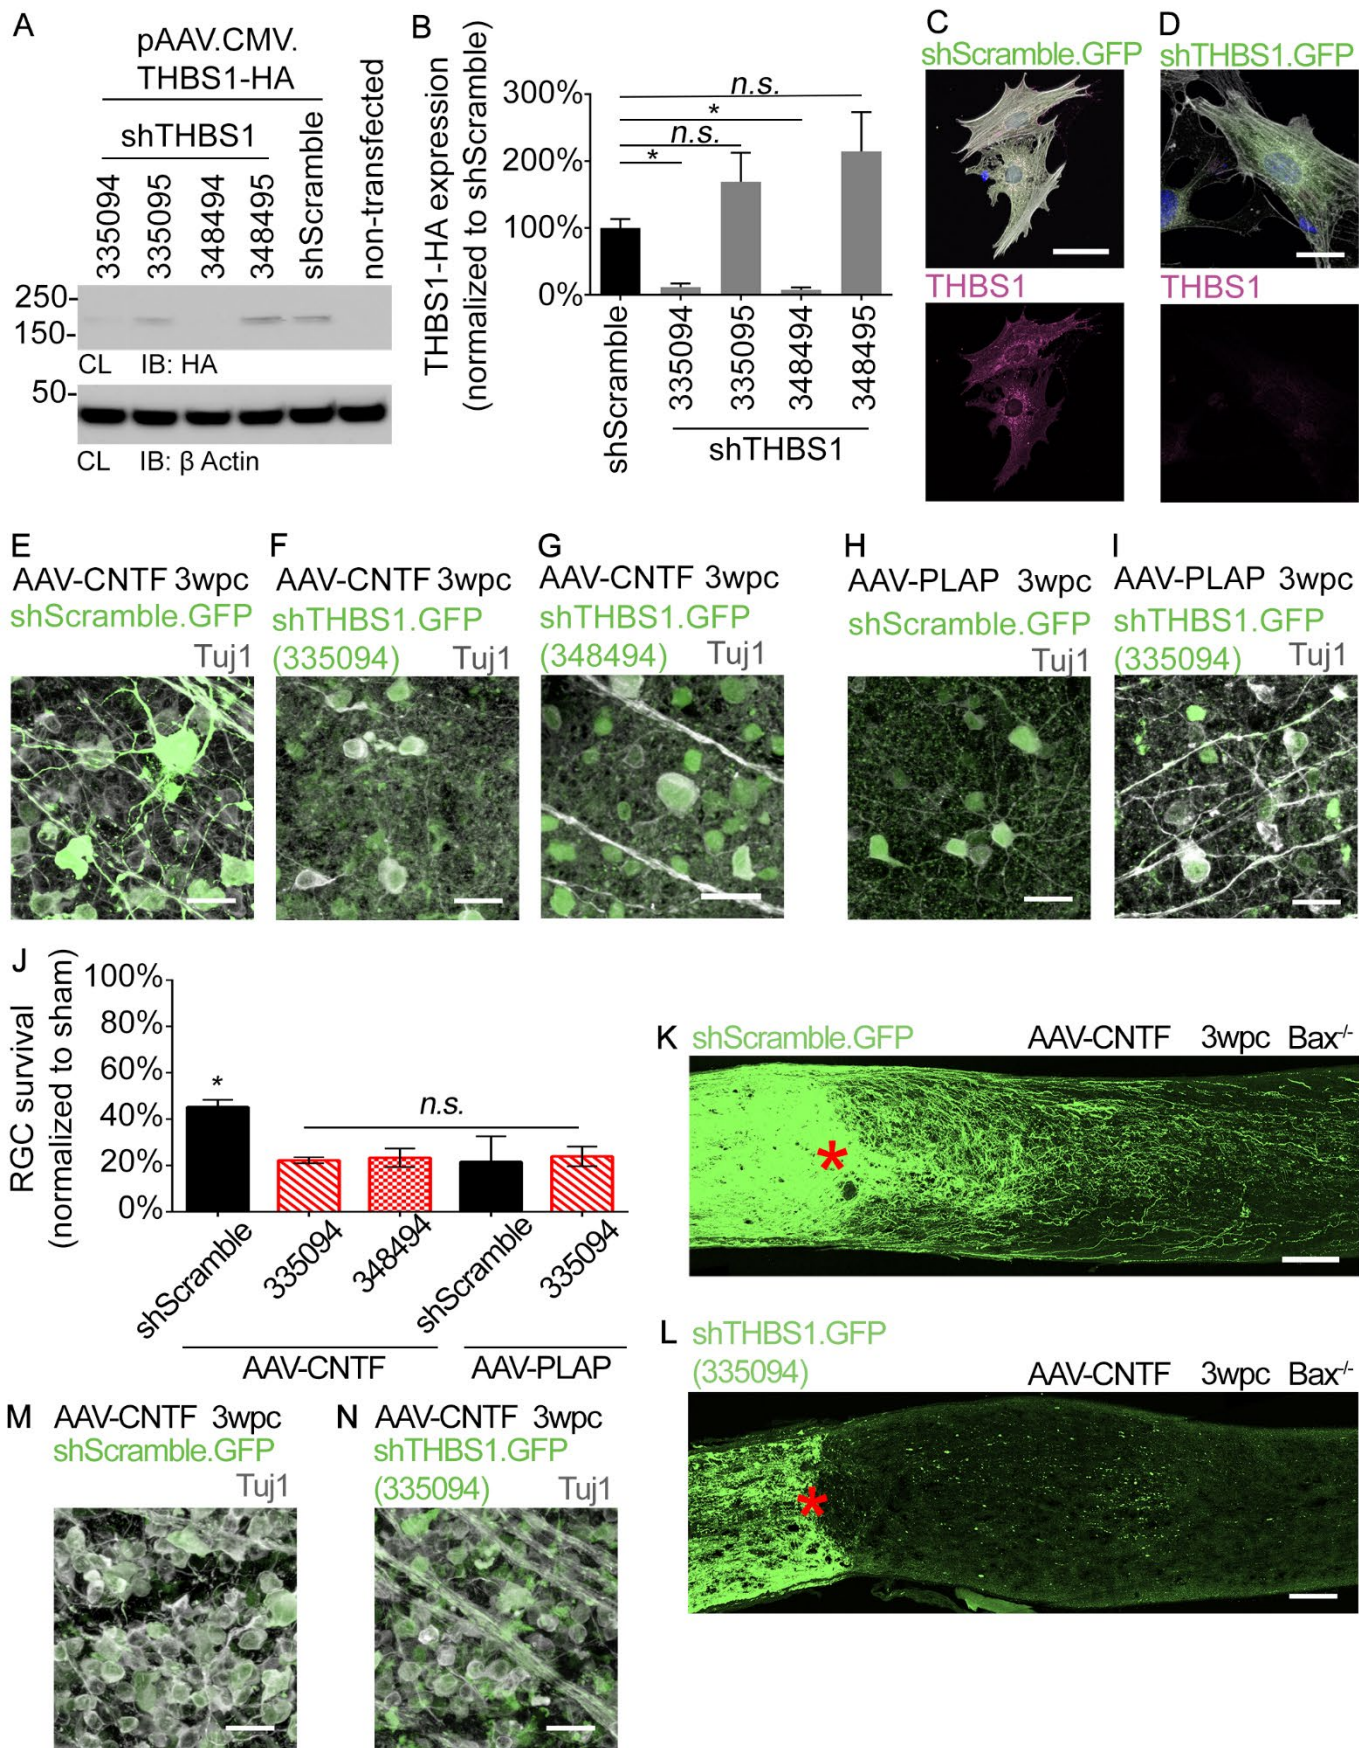 A
pAAV.CMV.
THBS1-HA
shTHBS1
335094
335095
348494
348495
shScramble
non-transfected
250-
150-
CL IB: HA
50-
CL IB: β Actin
B
THBS1-HA expression
(normalized to shScramble)
300%
200%
100%
0%
n.s.
*
n.s.
*
shScramble
335094
335095
348494
348495
shTHBS1
C
shScramble.GFP
THBS1
D
shTHBS1.GFP
THBS1
E
AAV-CNTF 3wpc
shScramble.GFP
Tuj1
F
AAV-CNTF 3wpc
shTHBS1.GFP
(335094) Tuj1
G
AAV-CNTF 3wpc
shTHBS1.GFP
(348494) Tuj1
H
AAV-PLAP 3wpc
shScramble.GFP
Tuj1
I
AAV-PLAP 3wpc
shTHBS1.GFP
(335094) Tuj1
J
RGC survival
(normalized to sham)
100%
80%
60%
40%
20%
0%
*
n.s.
shScramble
335094
348494
shScramble
335094
AAV-CNTF
AAV-PLAP
K shScramble.GFP AAV-CNTF 3wpc Bax-/-
*
L shTHBS1.GFP
(335094) AAV-CNTF 3wpc Bax-/-
*
M AAV-CNTF 3wpc
shScramble.GFP
Tuj1
N AAV-CNTF 3wpc
shTHBS1.GFP
(335094) Tuj1